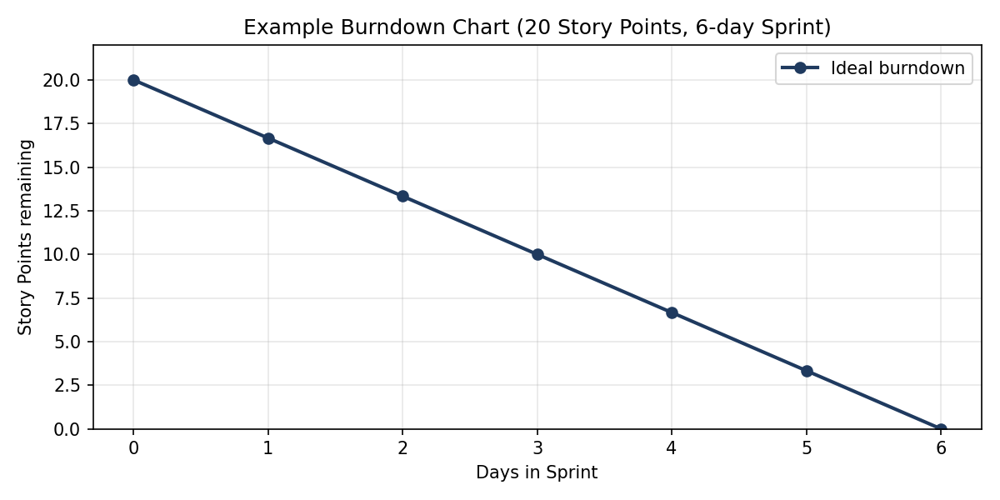 Example Burndown Chart (20 Story Points, 6-day Sprint)
Ideal burndown
Story Points remaining
20.0
17.5
15.0
12.5
10.0
7.5
5.0
2.5
0.0
0 1 2 3 4 5 6
Days in Sprint